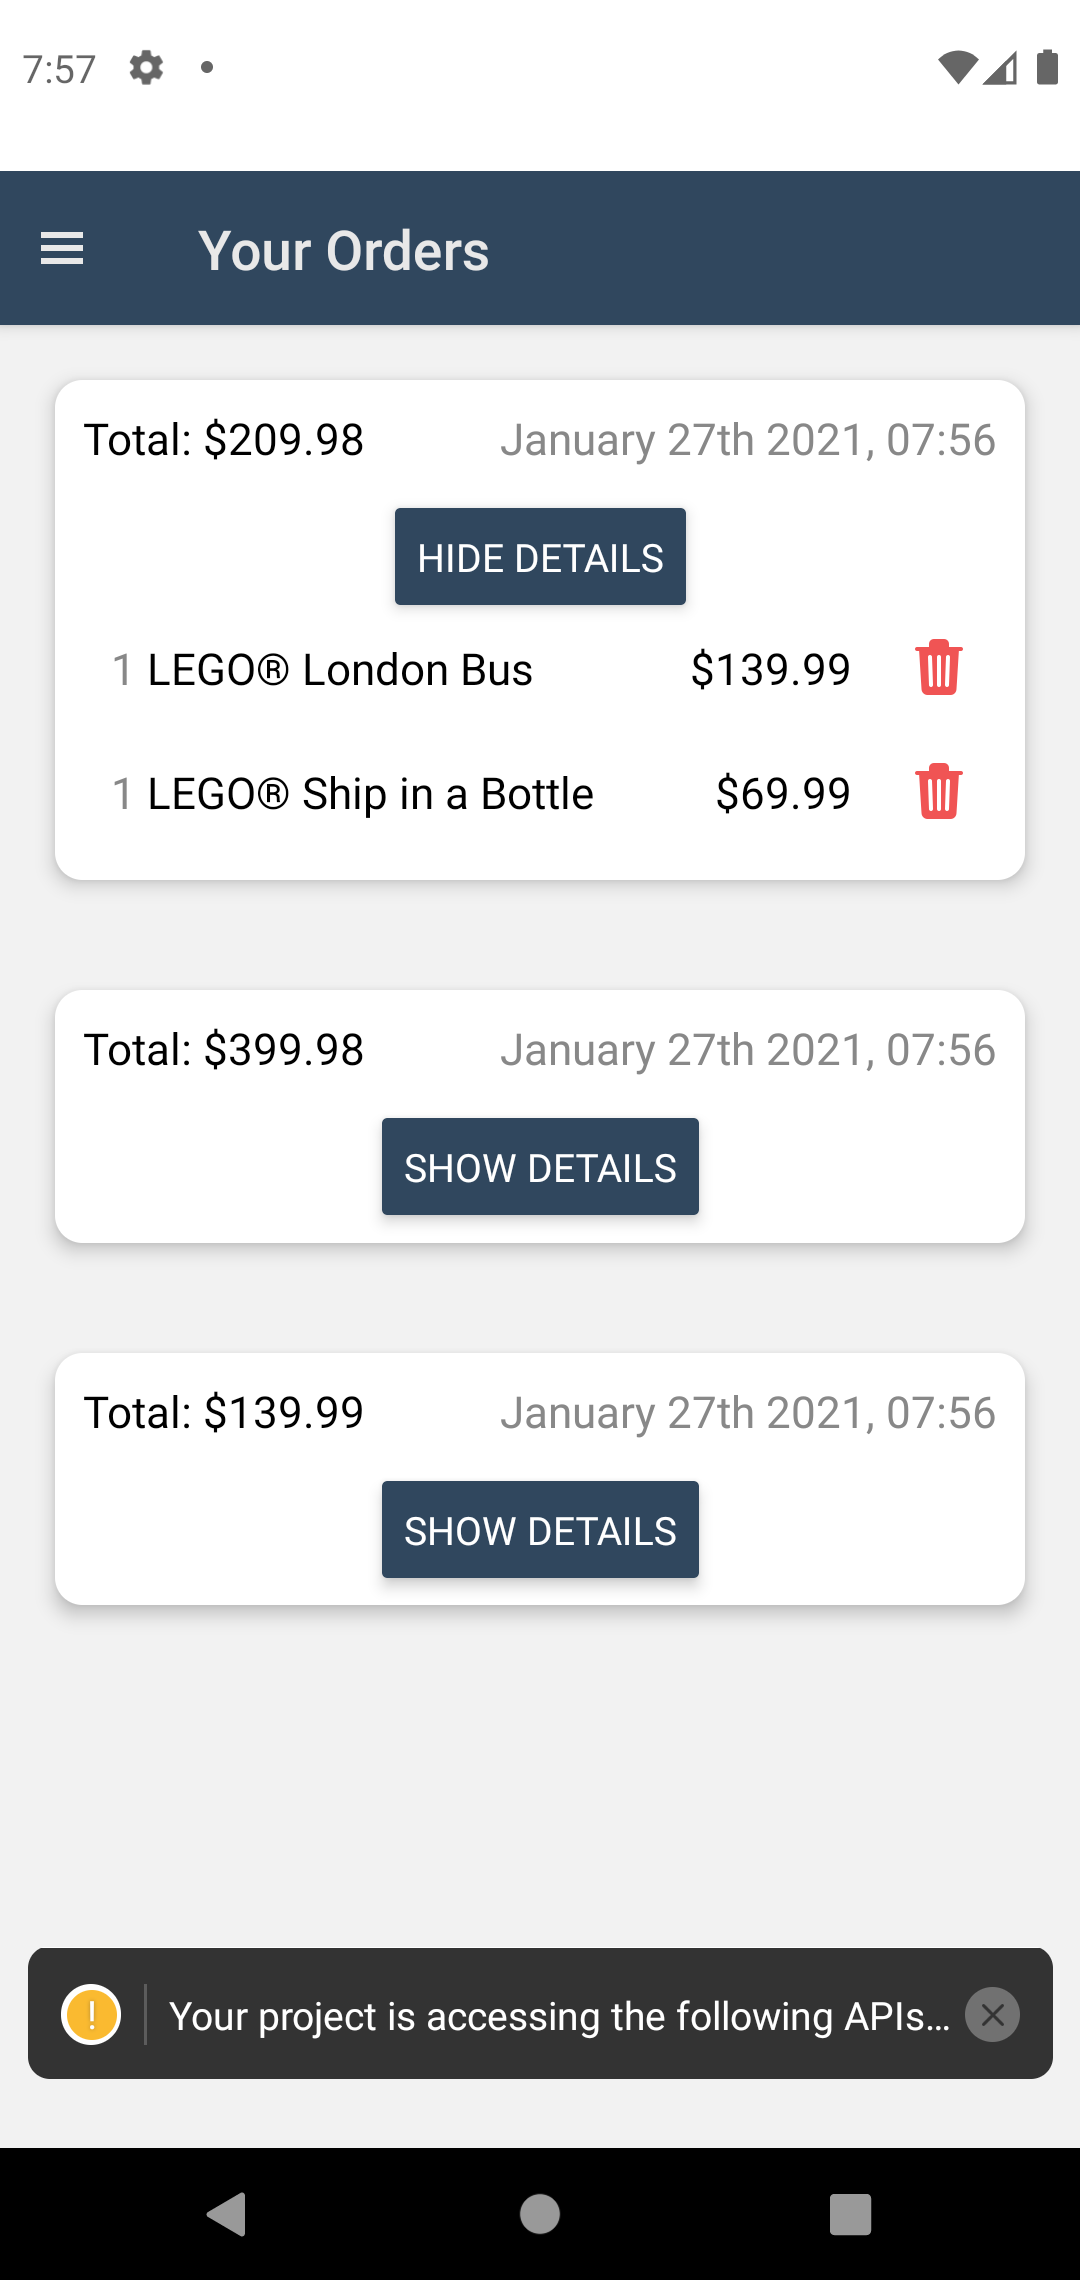 7:57
Your Orders
Total: $209.98 January 27th 2021, 07:56
HIDE DETAILS
1 LEGO® London Bus $139.99
1 LEGO® Ship in a Bottle $69.99
Total: $399.98 January 27th 2021, 07:56
SHOW DETAILS
Total: $139.99 January 27th 2021, 07:56
SHOW DETAILS
! Your project is accessing the following APIs...